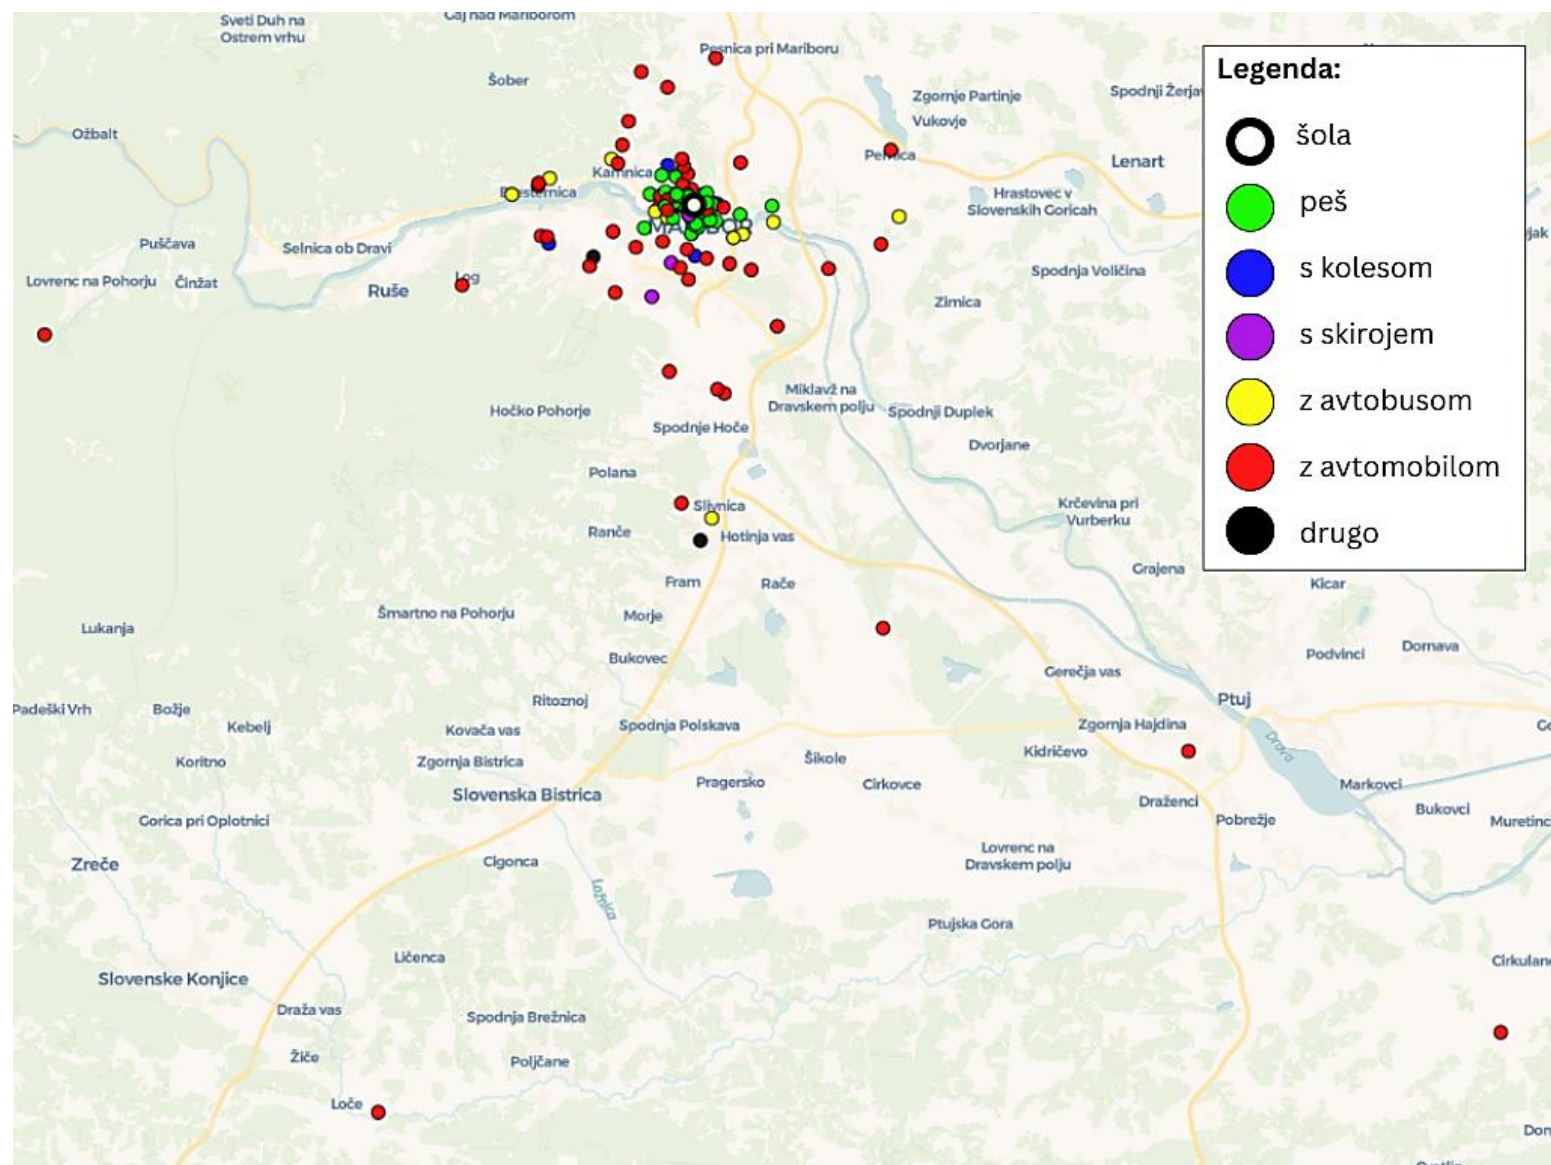 Sveti Duh na
Ostrem vrhu
Gaj nad Mariborom
Pesnica pri Mariboru
Šober
Zgornje Partinje
Vukovje
Ožbalt
Kamnica
Lenart
Hrastovec v
Slovenskih Goricah
Puščava
Selnica ob Dravi
Lovrenc na Pohorju
Činžat
Log
Ruše
Spodnja Voličina
Zimica
Miklavž na
Dravskem polju
Spodnji Duplek
Hočko Pohorje
Spodnje Hoče
Dvorjane
Polana
Slivnica
Krčevina pri
Vurberku
Ranče
Hotinja vas
Grajena
Fram
Rače
Kicar
Šmartno na Pohorju
Morje
Lukanja
Bukovec
Podvinci
Dornava
Gerečja vas
Ritoznoj
Ptuj
Padeški Vrh
Božje
Kebelj
Kovača vas
Spodnja Polskava
Zgornja Hajdina
Koritno
Zgornja Bistrica
Šikole
Kidričevo
Drava
Pragersko
Cirkovce
Markovci
Slovenska Bistrica
Draženci
Bukovci
Gorica pri Oplotnici
Pobrežje
Muretinc
Lovrenc na
Dravskem polju
Zreče
Cigonca
Ložnica
Ptujska Gora
Ličenca
Cirkulan
Slovenske Konjice
Draža vas
Spodnja Brežnica
Žiče
Poljčane
Loče
Legenda:
šola
peš
s kolesom
s skirojem
z avtobusom
z avtomobilom
drugo